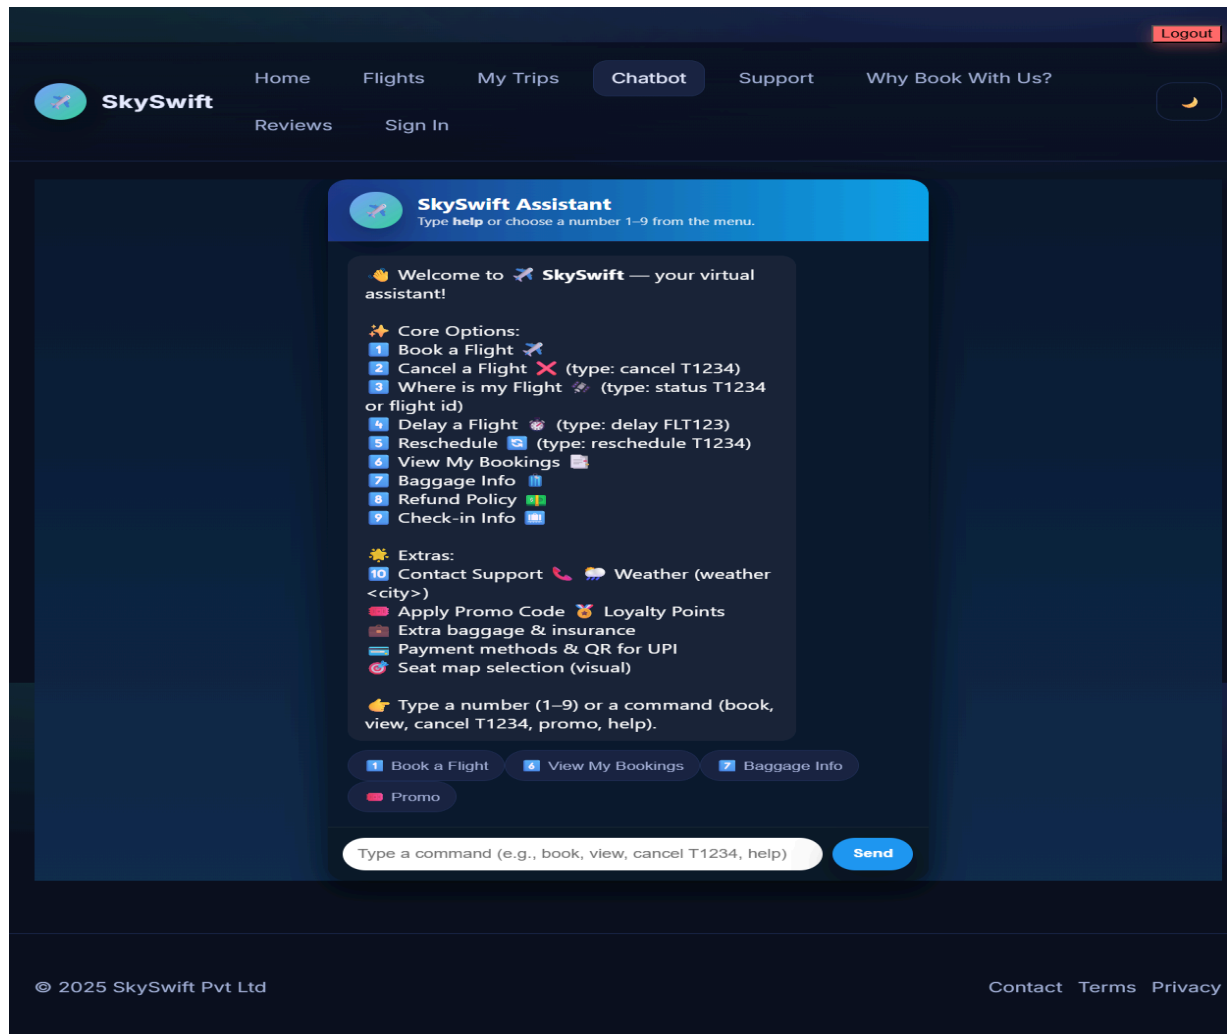 Logout
SkySwift
Home Flights My Trips Chatbot Support Why Book With Us?
Reviews Sign In
SkySwift Assistant
Type help or choose a number 1–9 from the menu.
👋 Welcome to ✈️ SkySwift — your virtual
assistant!
✨ Core Options:
1️⃣ Book a Flight ✈️
2️⃣ Cancel a Flight ❌ (type: cancel T1234)
3️⃣ Where is my Flight 🛰️ (type: status T1234
or flight id)
4️⃣ Delay a Flight ⏰ (type: delay FLT123)
5️⃣ Reschedule 🔄 (type: reschedule T1234)
6️⃣ View My Bookings 📑
7️⃣ Baggage Info 🧳
8️⃣ Refund Policy 💵
9️⃣ Check-in Info 🛄
🌟 Extras:
🔟 Contact Support 📞 🌦️ Weather (weather
<city>)
🎟️ Apply Promo Code 🏅 Loyalty Points
💼 Extra baggage & insurance
💳 Payment methods & QR for UPI
🎯 Seat map selection (visual)
👉 Type a number (1–9) or a command (book,
view, cancel T1234, promo, help).
1️⃣ Book a Flight 6️⃣ View My Bookings 7️⃣ Baggage Info
🎟️ Promo
Type a command (e.g., book, view, cancel T1234, help) Send
© 2025 SkySwift Pvt Ltd Contact Terms Privacy